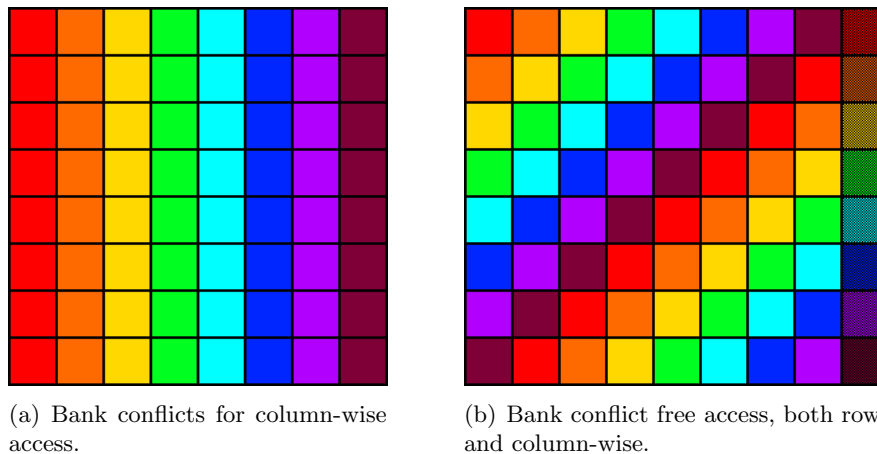 (a) Bank conflicts for column-wise
access.
(b) Bank conflict free access, both row
and column-wise.